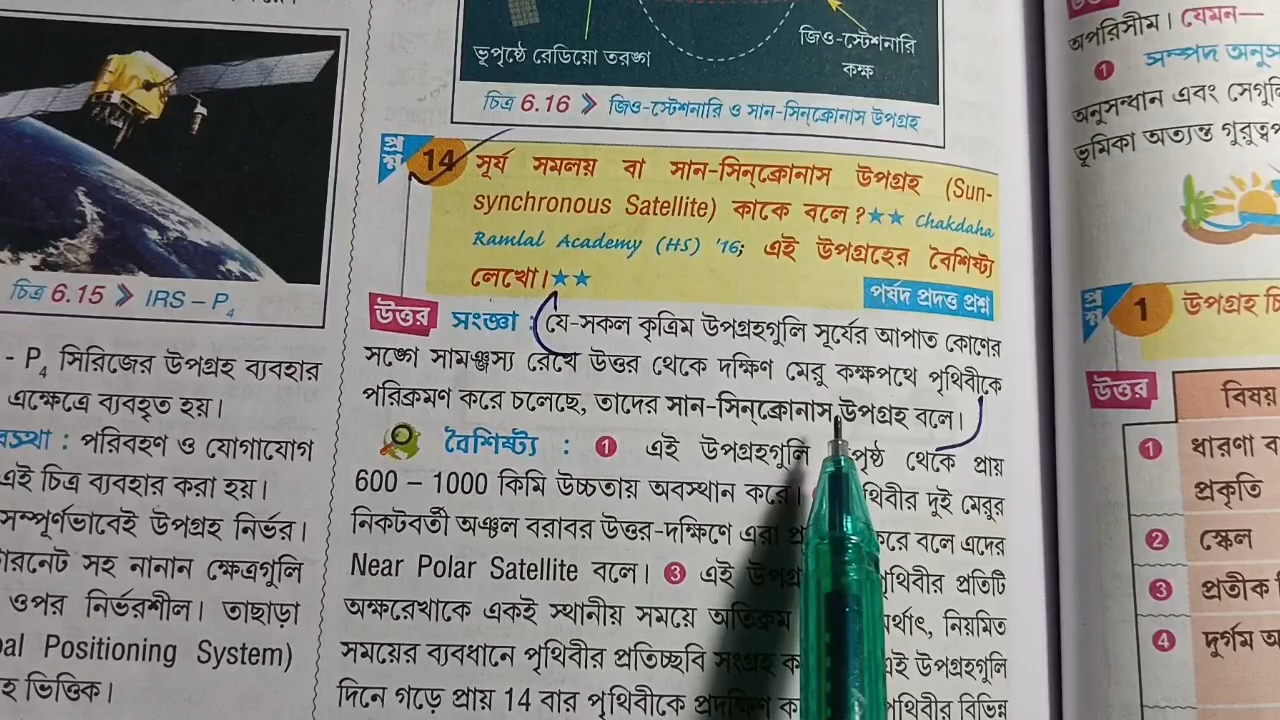 ভূপৃষ্ঠে রেডিয়ো তরঙ্গ
জিও-স্টেশনারি
কক্ষ
চিত্র 6.16 » জিও-স্টেশনারি ও সান-সিন্‌ক্রোনাস উপগ্রহ
চিত্র 6.15 » IRS – P₄
- P₄ সিরিজের উপগ্রহ ব্যবহার
এক্ষেত্রে ব্যবহৃত হয়।
: পরিবহণ ও যোগাযোগ
এই চিত্র ব্যবহার করা হয়।
সম্পূর্ণভাবেই উপগ্রহ নির্ভর।
সহ নানান ক্ষেত্রগুলি
ওপর নির্ভরশীল। তাছাড়া
Positioning System)
ভিত্তিক।
প্রশ্ন 14 সূর্য সমলয় বা সান-সিন্‌ক্রোনাস উপগ্রহ (Sun-
synchronous Satellite) কাকে বলে?★★ Chakdaha
Ramlal Academy (HS) '16; এই উপগ্রহের বৈশিষ্ট্য
লেখো।★★
পর্ষদ প্রদত্ত প্রশ্ন
উত্তর সংজ্ঞা : যে-সকল কৃত্রিম উপগ্রহগুলি সূর্যের আপাত কোণের
সঙ্গে সামঞ্জস্য রেখে উত্তর থেকে দক্ষিণ মেরু কক্ষপথে পৃথিবীকে
পরিক্রমণ করে চলেছে, তাদের সান-সিন্‌ক্রোনাস উপগ্রহ বলে।
বৈশিষ্ট্য : 1 এই উপগ্রহগুলি থেকে প্রায়
600 – 1000 কিমি উচ্চতায় অবস্থান করে। দুই মেরুর
নিকটবর্তী অঞ্চল বরাবর উত্তর-দক্ষিণে এরা বলে এদের
Near Polar Satellite বলে। 3 এই প্রতিটি
অক্ষরেখাকে একই স্থানীয় সময়ে অতিক্রম নিয়মিত
সময়ের ব্যবধানে পৃথিবীর প্রতিচ্ছবি সংগ্রহ এই উপগ্রহগুলি
দিনে গড়ে প্রায় 14 বার পৃথিবীকে প্রদক্ষিণ বিভিন্ন
অপরিসীম। যেমন—
1 সম্পদ
অনুসন্ধান এবং
ভূমিকা অত্যন্ত
প্রশ্ন 1 উপগ্রহ
উত্তর বিষয়
1 ধারণা
প্রকৃতি
2 স্কেল
3 প্রতীক
4 দুর্গম